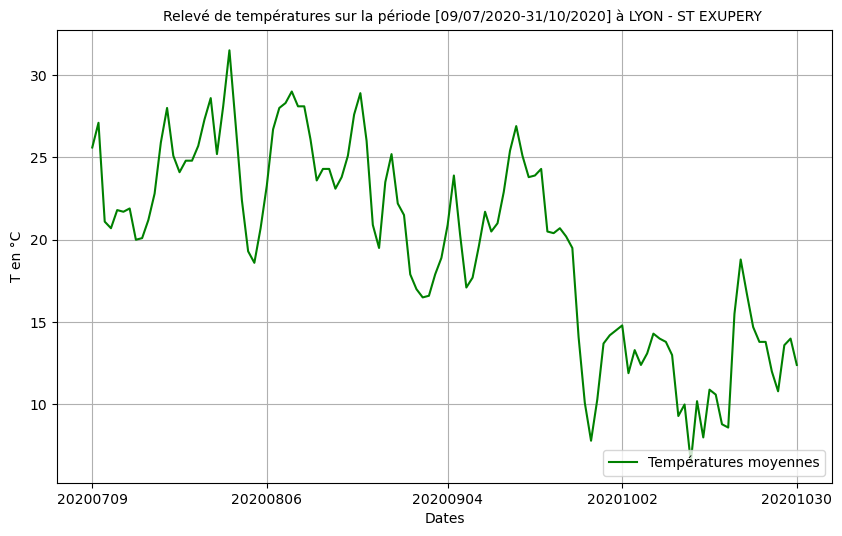 Relevé de températures sur la période [09/07/2020-31/10/2020] à LYON - ST EXUPERY
30
25
20
15
10
T en °C
Températures moyennes
20200709 20200806 20200904 20201002 20201030
Dates